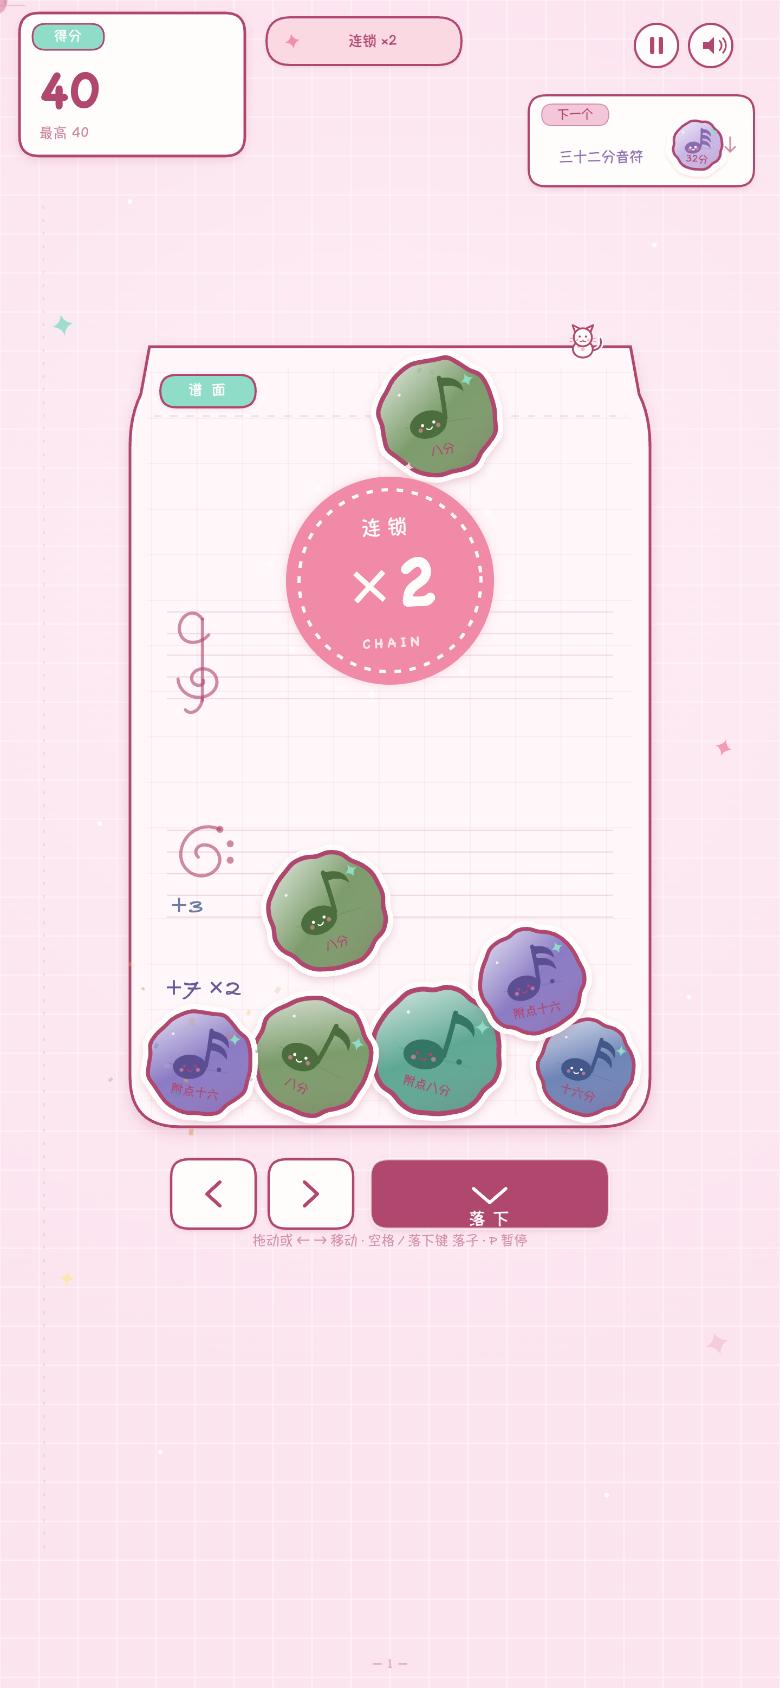 得分
40
最高 40
连锁 ×2
下一个
三十二分音符
32分
谱面
八分
连锁
×2
CHAIN
+3
八分
+7 ×2
附点十六
附点十六
八分
附点八分
十六分
落下
拖动或 ← → 移动 · 空格 / 落下键 落子 · P 暂停
— 1 —